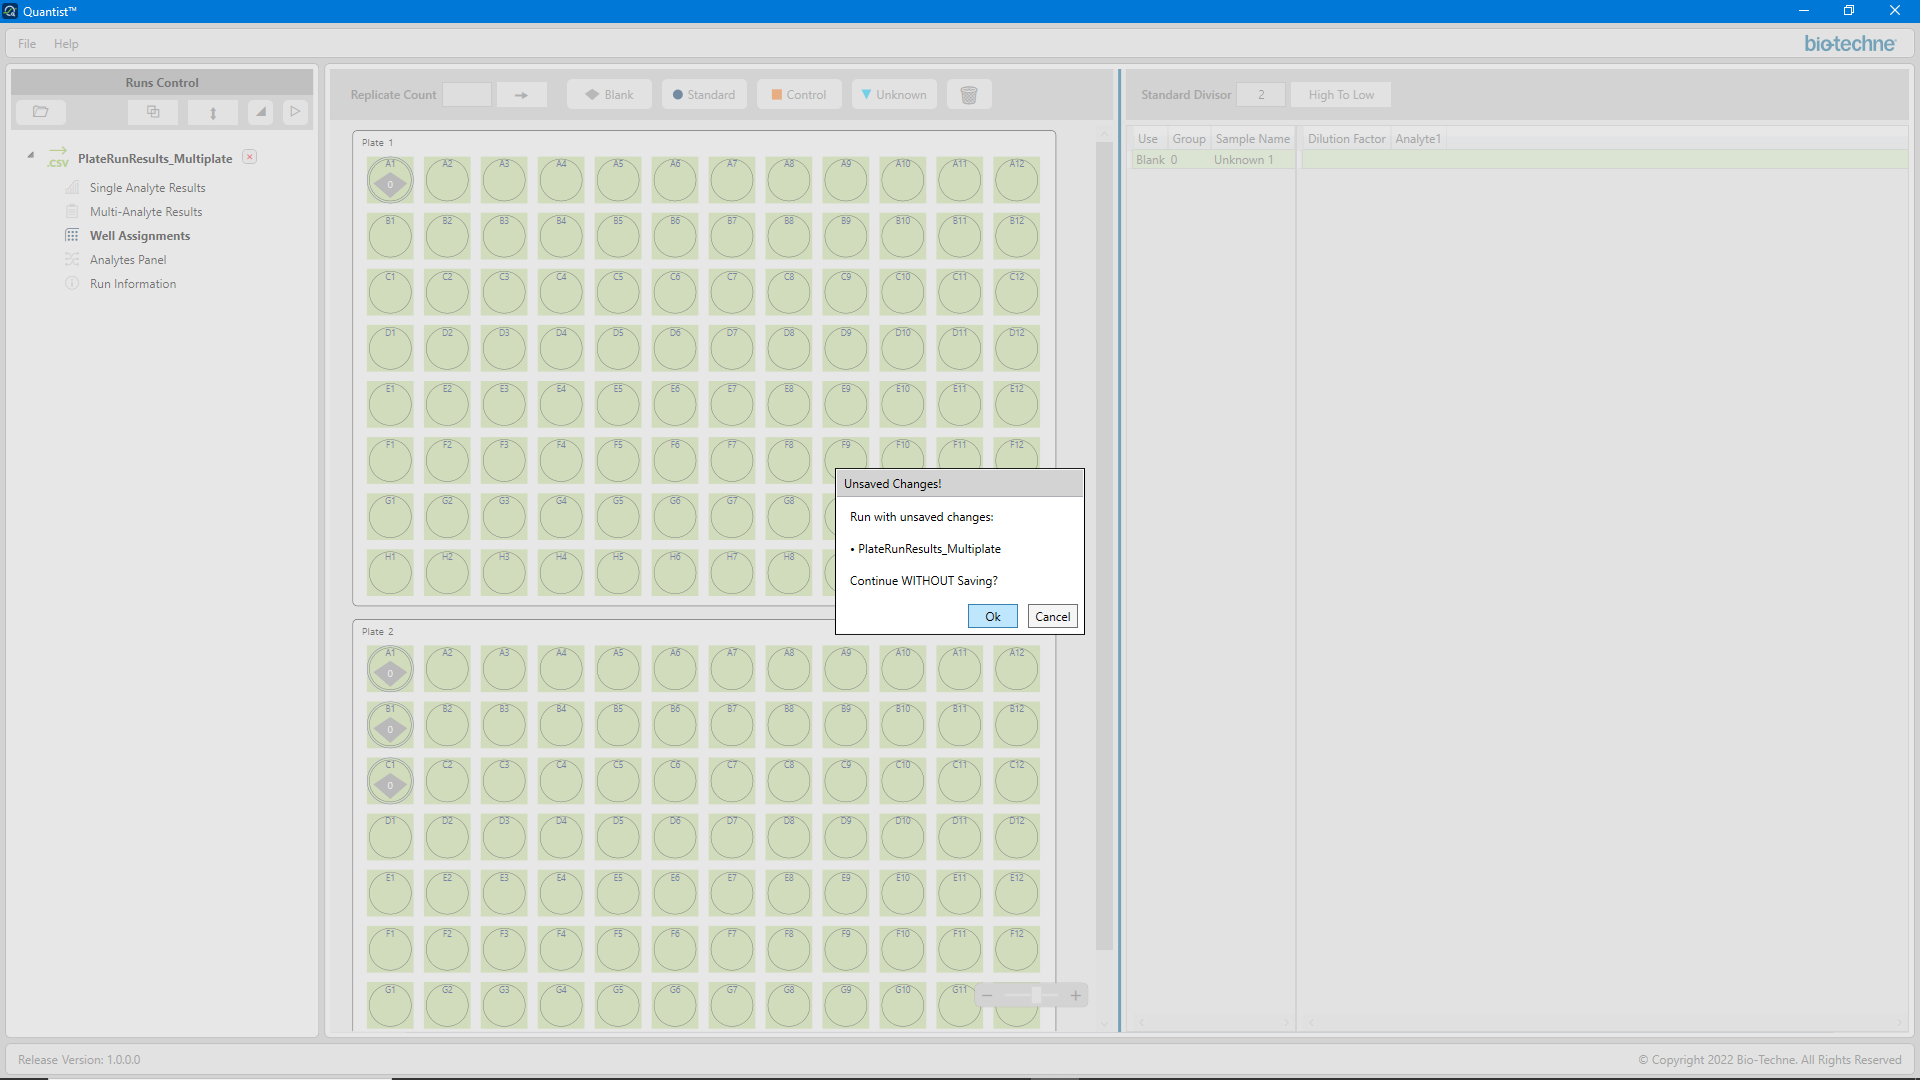 Quantist™
File Help
bio-techne
Runs Control
PlateRunResults_Multiplate
.CSV
Single Analyte Results
Multi-Analyte Results
Well Assignments
Analytes Panel
Run Information
Replicate Count Blank Standard Control Unknown
Plate 1
A1 A2 A3 A4 A5 A6 A7 A8 A9 A10 A11 A12
0
B1 B2 B3 B4 B5 B6 B7 B8 B9 B10 B11 B12
C1 C2 C3 C4 C5 C6 C7 C8 C9 C10 C11 C12
D1 D2 D3 D4 D5 D6 D7 D8 D9 D10 D11 D12
E1 E2 E3 E4 E5 E6 E7 E8 E9 E10 E11 E12
F1 F2 F3 F4 F5 F6 F7 F8 F9 F10 F11 F12
G1 G2 G3 G4 G5 G6 G7 G8
H1 H2 H3 H4 H5 H6 H7 H8
Unsaved Changes!
Run with unsaved changes:
• PlateRunResults_Multiplate
Continue WITHOUT Saving?
Ok Cancel
Plate 2
A1 A2 A3 A4 A5 A6 A7 A8 A9 A10 A11 A12
0
B1 B2 B3 B4 B5 B6 B7 B8 B9 B10 B11 B12
0
C1 C2 C3 C4 C5 C6 C7 C8 C9 C10 C11 C12
0
D1 D2 D3 D4 D5 D6 D7 D8 D9 D10 D11 D12
E1 E2 E3 E4 E5 E6 E7 E8 E9 E10 E11 E12
F1 F2 F3 F4 F5 F6 F7 F8 F9 F10 F11 F12
G1 G2 G3 G4 G5 G6 G7 G8 G9 G10 G11
Standard Divisor 2 High To Low
Use Group Sample Name Dilution Factor Analyte1
Blank 0 Unknown 1
Release Version: 1.0.0.0
© Copyright 2022 Bio-Techne. All Rights Reserved